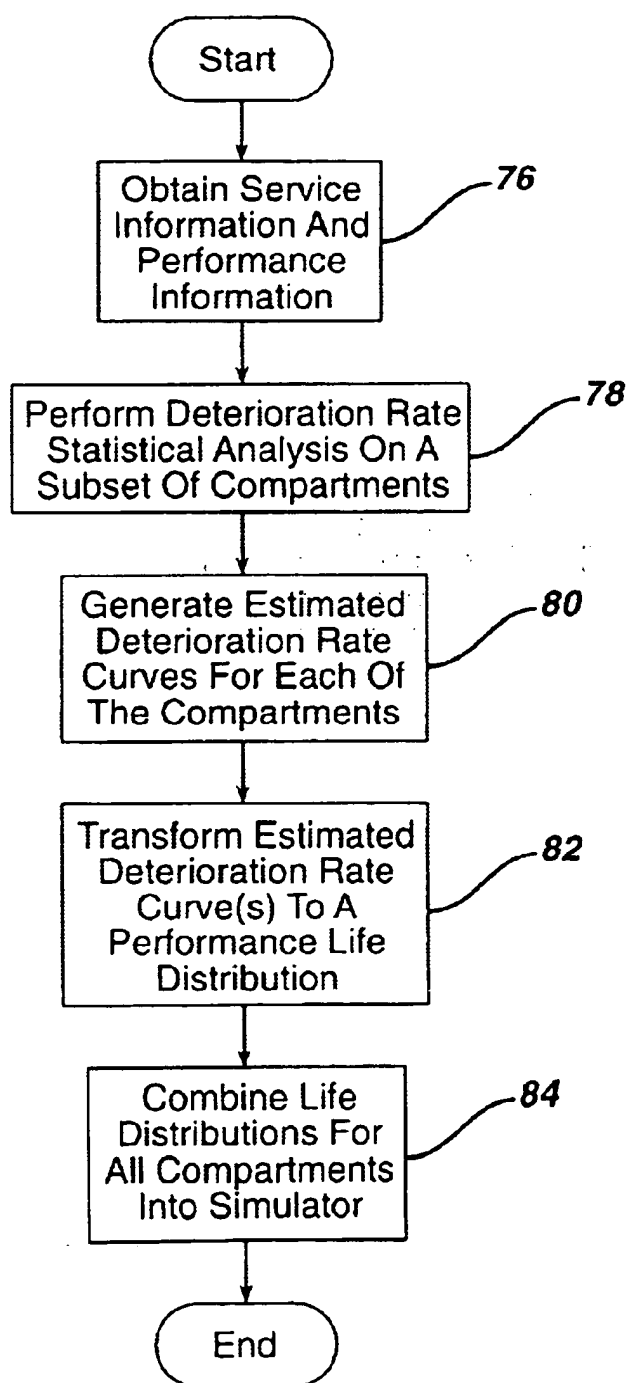 Start
Obtain Service
Information And
Performance
Information
76
Perform Deterioration Rate
Statistical Analysis On A
Subset Of Compartments
78
Generate Estimated
Deterioration Rate
Curves For Each Of
The Compartments
80
Transform Estimated
Deterioration Rate
Curve(s) To A
Performance Life
Distribution
82
Combine Life
Distributions For
All Compartments
Into Simulator
84
End